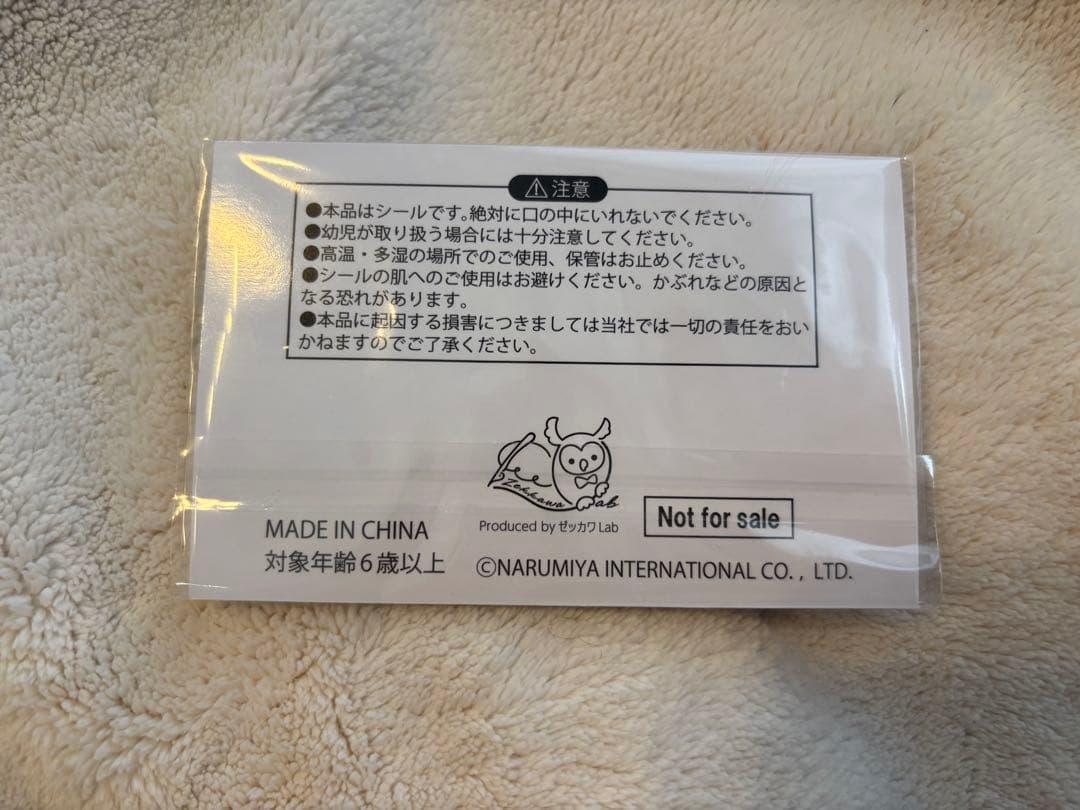 ⚠注意
●本品はシールです。絶対に口の中にいれないでください。
●幼児が取り扱う場合には十分注意してください。
●高温・多湿の場所でのご使用、保管はお止めください。
●シールの肌へのご使用はお避けください。かぶれなどの原因と
なる恐れがあります。
●本品に起因する損害につきましては当社では一切の責任をおい
かねますのでご了承ください。
Zekkawa Lab
Produced by ゼッカワ Lab
Not for sale
MADE IN CHINA
対象年齢6歳以上
©NARUMIYA INTERNATIONAL CO., LTD.